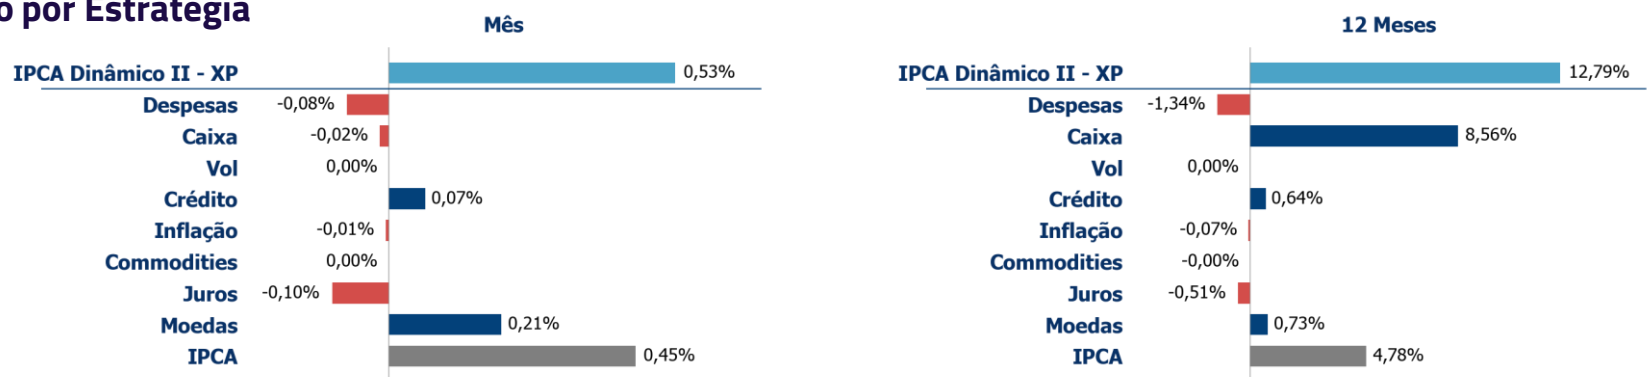 o por Estratégia
Mês
IPCA Dinâmico II - XP 0,53%
Despesas -0,08%
Caixa -0,02%
Vol 0,00%
Crédito 0,07%
Inflação -0,01%
Commodities 0,00%
Juros -0,10%
Moedas 0,21%
IPCA 0,45%
12 Meses
IPCA Dinâmico II - XP 12,79%
Despesas -1,34%
Caixa 8,56%
Vol 0,00%
Crédito 0,64%
Inflação -0,07%
Commodities -0,00%
Juros -0,51%
Moedas 0,73%
IPCA 4,78%